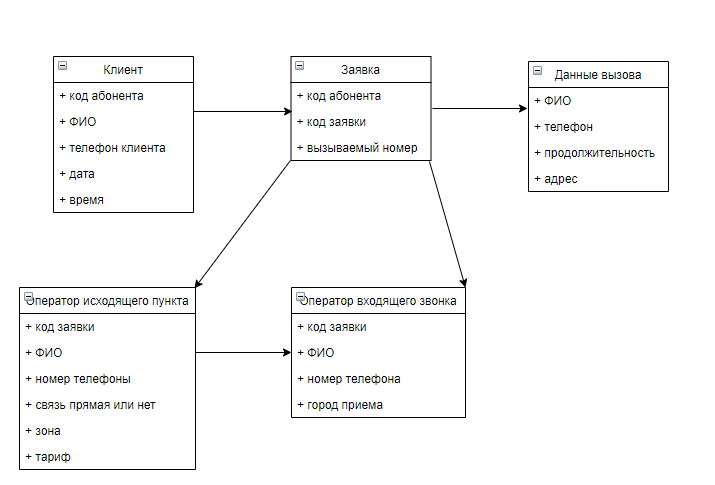 Клиент
+ код абонента
+ ФИО
+ телефон клиента
+ дата
+ время
Заявка
+ код абонента
+ код заявки
+ вызываемый номер
Данные вызова
+ ФИО
+ телефон
+ продолжительность
+ адрес
Оператор исходящего пункта
+ код заявки
+ ФИО
+ номер телефоны
+ связь прямая или нет
+ зона
+ тариф
Оператор входящего звонка
+ код заявки
+ ФИО
+ номер телефона
+ город приема